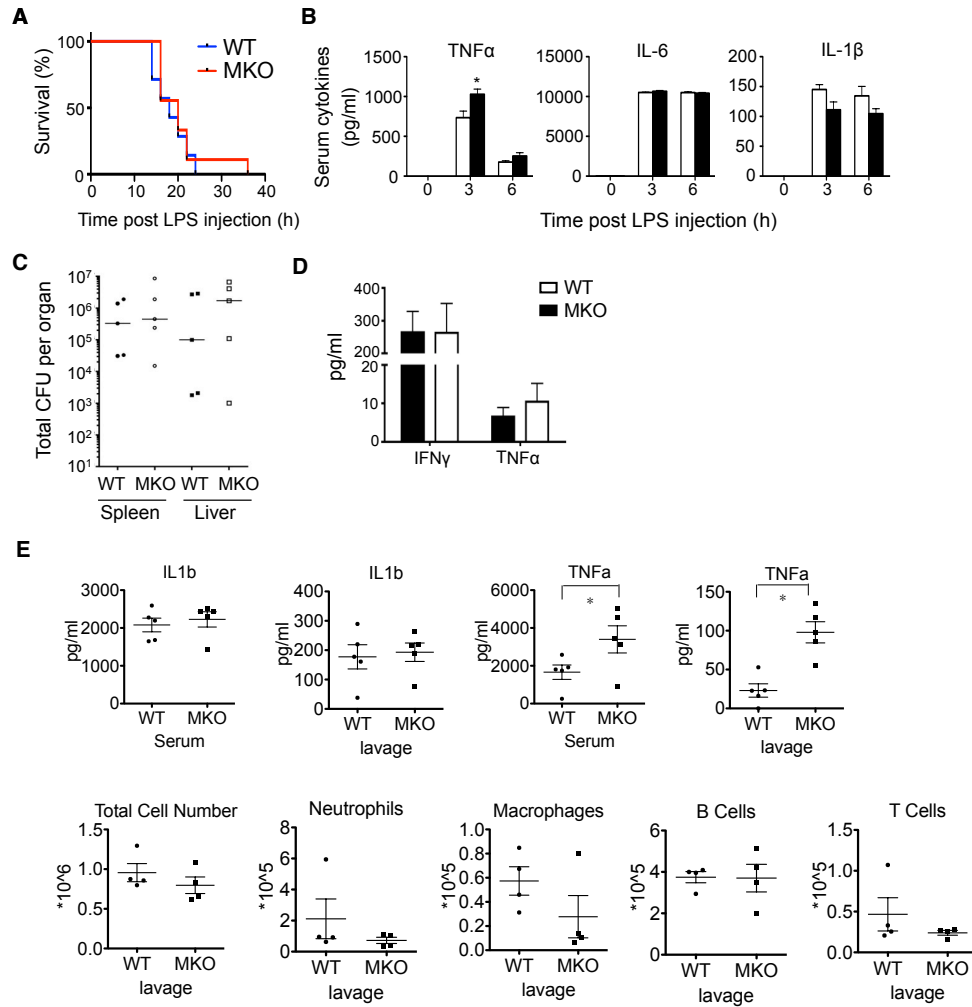 A
Survival (%)
100
50
0
0 10 20 30 40
Time post LPS injection (h)
WT
MKO
B
Serum cytokines
(pg/ml)
TNFα
1500
1000
500
0
*
0 3 6
IL-6
15000
10000
5000
0
0 3 6
IL-1β
200
150
100
50
0
0 3 6
Time post LPS injection (h)
C
Total CFU per organ
10^7
10^6
10^5
10^4
10^3
10^2
10^1
WT MKO WT MKO
Spleen Liver
D
WT
MKO
pg/ml
400
300
200
20
10
0
IFNγ TNFα
E
IL1b
pg/ml
3000
2000
1000
0
WT MKO
Serum
IL1b
pg/ml
400
300
200
100
0
WT MKO
lavage
TNFa
*
pg/ml
6000
4000
2000
0
WT MKO
Serum
TNFa
*
pg/ml
150
100
50
0
WT MKO
lavage
Total Cell Number
*10^6
1.5
1.0
0.5
0.0
WT MKO
lavage
Neutrophils
*10^5
8
6
4
2
0
WT MKO
lavage
Macrophages
*10^5
1.0
0.8
0.6
0.4
0.2
0.0
WT MKO
lavage
B Cells
*10^5
6
4
2
0
WT MKO
lavage
T Cells
*10^5
1.5
1.0
0.5
0.0
WT MKO
lavage